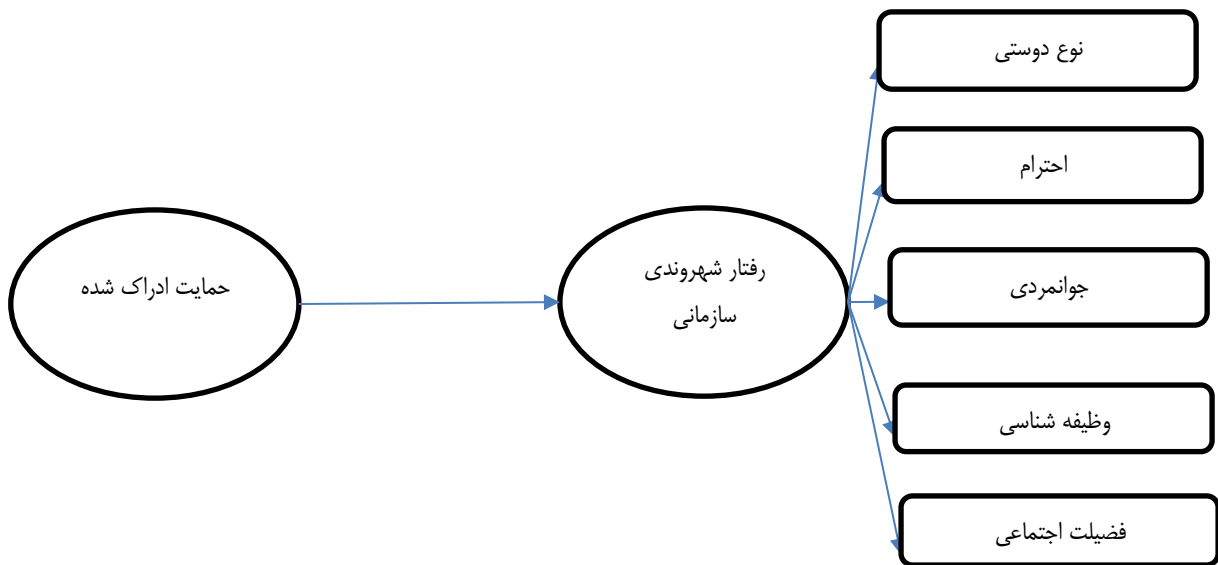 نوع دوستی
احترام
جوانمردی
رفتار شهروندی
سازمانی
حمایت ادراک شده
وظیفه شناسی
فضیلت اجتماعی